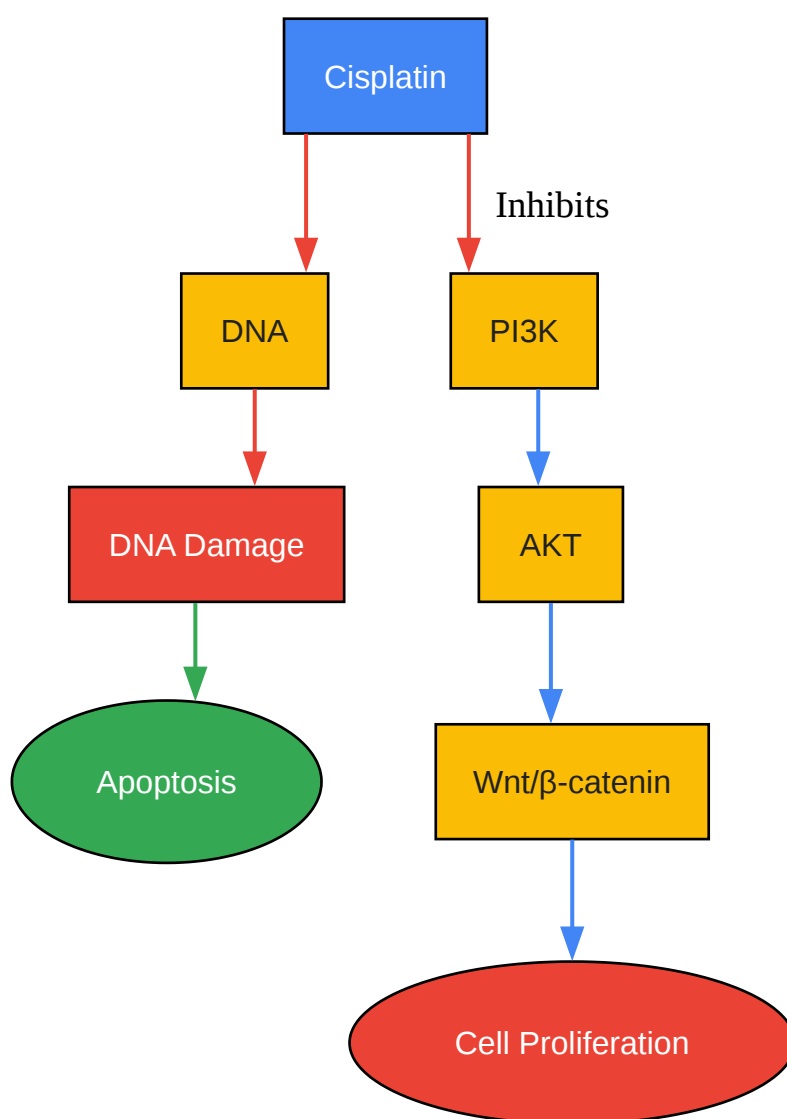 Cisplatin
Inhibits
DNA
PI3K
DNA Damage
AKT
Apoptosis
Wnt/β-catenin
Cell Proliferation